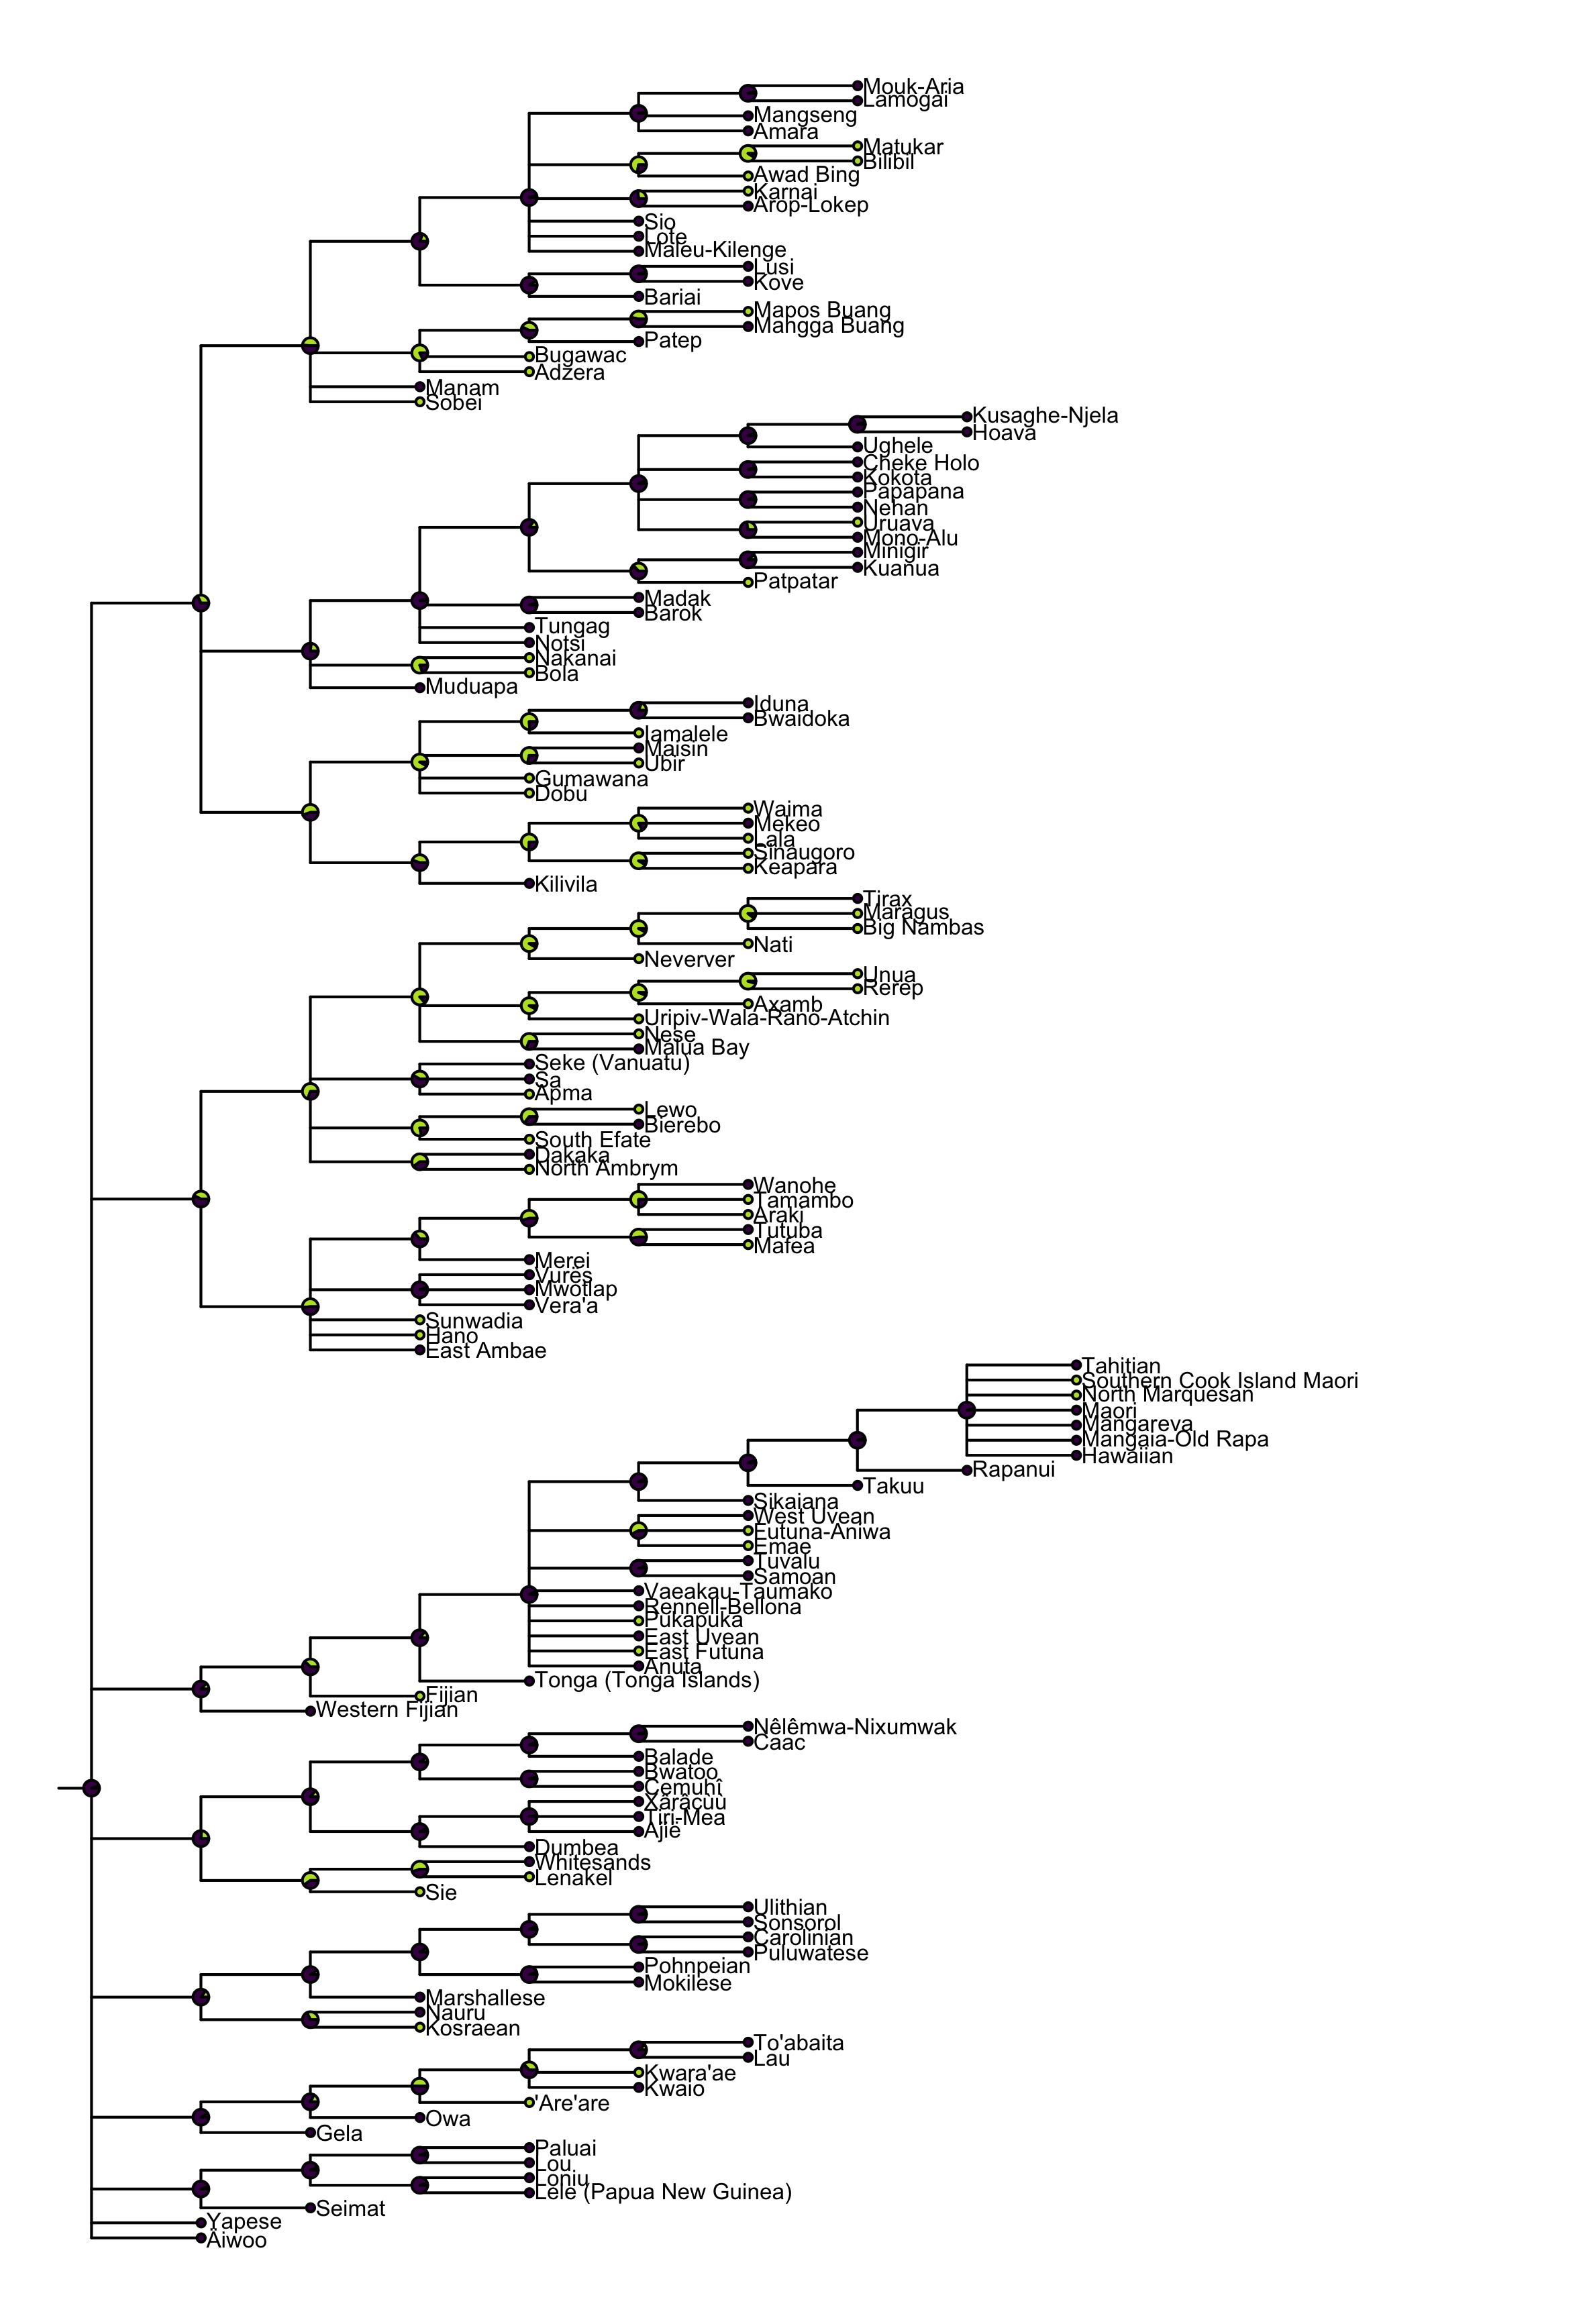 Mouk-Aria
Lamogai
Mangseng
Amara
Matukar
Bilibil
Awad Bing
Karnai
Arop-Lokep
Sio
Lote
Maleu-Kilenge
Lusi
Kove
Bariai
Mapos Buang
Mangga Buang
Patep
Bugawac
Adzera
Manam
Sobei
Kusaghe-Njela
Hoava
Ughele
Cheke Holo
Kokota
Papapana
Nehan
Uruava
Mono-Alu
Minigir
Kuanua
Patpatar
Madak
Barok
Tungag
Notsi
Nakanai
Bola
Muduapa
Iduna
Bwaidoka
Iamalele
Maisin
Ubir
Gumawana
Dobu
Waima
Mekeo
Lala
Sinaugoro
Keapara
Kilivila
Tirax
Maragus
Big Nambas
Nati
Neverver
Unua
Rerep
Axamb
Uripiv-Wala-Rano-Atchin
Nese
Malua Bay
Seke (Vanuatu)
Sa
Apma
Lewo
Bierebo
South Efate
Dakaka
North Ambrym
Wanohe
Tamambo
Araki
Tutuba
Mafea
Merei
Vurës
Mwotlap
Vera'a
Sunwadia
Hano
East Ambae
Tahitian
Southern Cook Island Maori
North Marquesan
Maori
Mangareva
Mangaia-Old Rapa
Hawaiian
Rapanui
Takuu
Sikaiana
West Uvean
Futuna-Aniwa
Emae
Tuvalu
Samoan
Vaeakau-Taumako
Rennell-Bellona
Pukapuka
East Uvean
East Futuna
Anuta
Tonga (Tonga Islands)
Fijian
Western Fijian
Nêlêmwa-Nixumwak
Caac
Balade
Bwatoo
Cemuhî
Xârâcùù
Tiri-Mea
Ajië
Dumbea
Whitesands
Lenakel
Sie
Ulithian
Sonsorol
Carolinian
Puluwatese
Pohnpeian
Mokilese
Marshallese
Nauru
Kosraean
To'abaita
Lau
Kwara'ae
Kwaio
'Are'are
Owa
Gela
Paluai
Lou
Loniu
Lele (Papua New Guinea)
Seimat
Yapese
Äiwoo